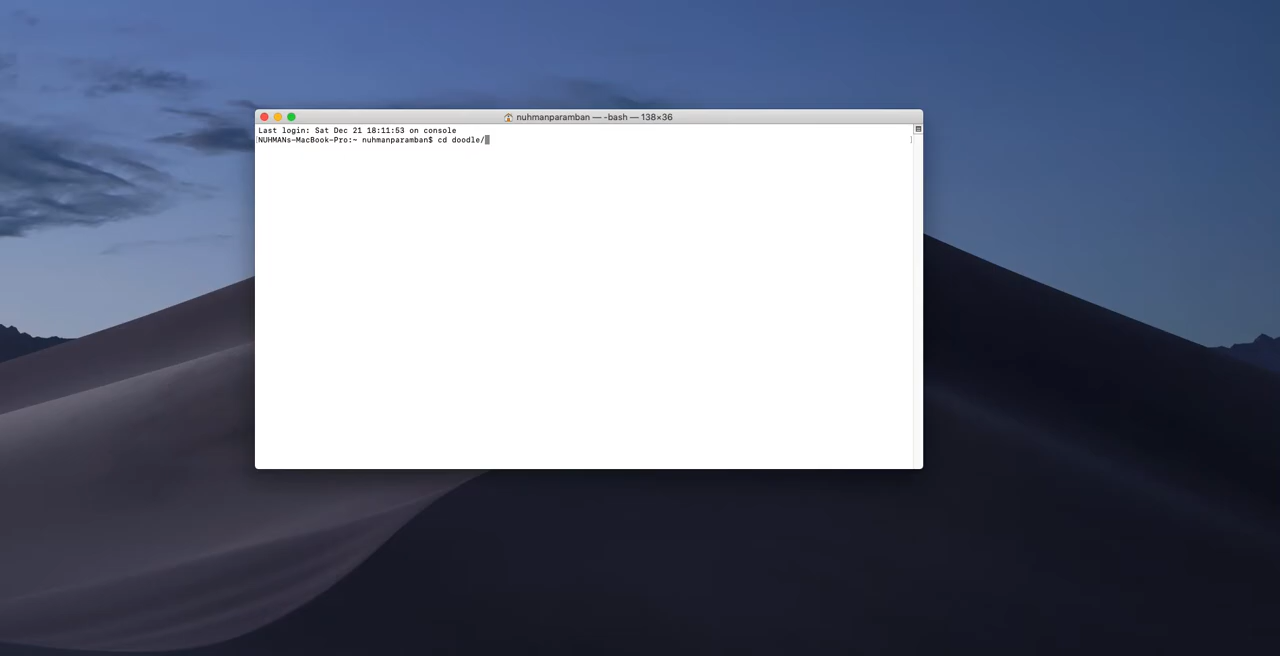 nuhmanparamban — -bash — 138×36
Last login: Sat Dec 21 18:11:53 on console
[NUHMANs-MacBook-Pro:~ nuhmanparamban$ cd doodle/ ]